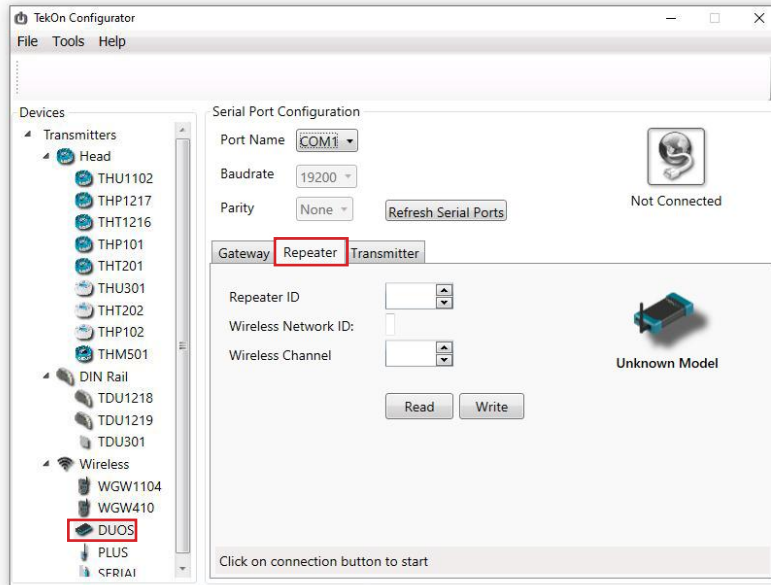 TekOn Configurator
File Tools Help
Devices
Transmitters
Head
THU1102
THP1217
THT1216
THP101
THT201
THU301
THT202
THP102
THM501
DIN Rail
TDU1218
TDU1219
TDU301
Wireless
WGW1104
WGW410
DUOS
PLUS
SERIAL
Serial Port Configuration
Port Name COM1
Baudrate 19200
Parity None Refresh Serial Ports
Not Connected
Gateway Repeater Transmitter
Repeater ID
Wireless Network ID:
Wireless Channel
Unknown Model
Read Write
Click on connection button to start